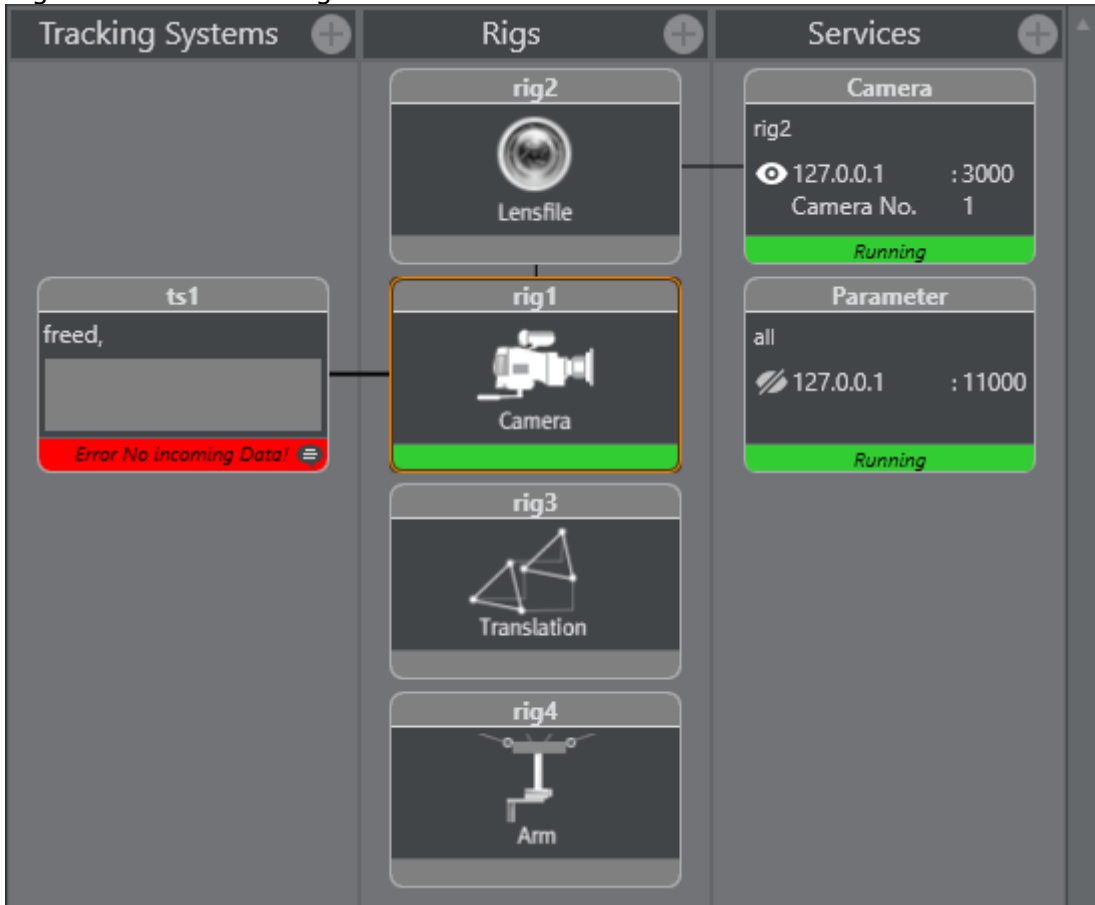 Tracking Systems
Rigs
Services
rig2
Lensfile
Camera
rig2
127.0.0.1 : 3000
Camera No. 1
Running
ts1
freed,
Error No incoming Data!
rig1
Camera
Parameter
all
127.0.0.1 : 11000
Running
rig3
Translation
rig4
Arm